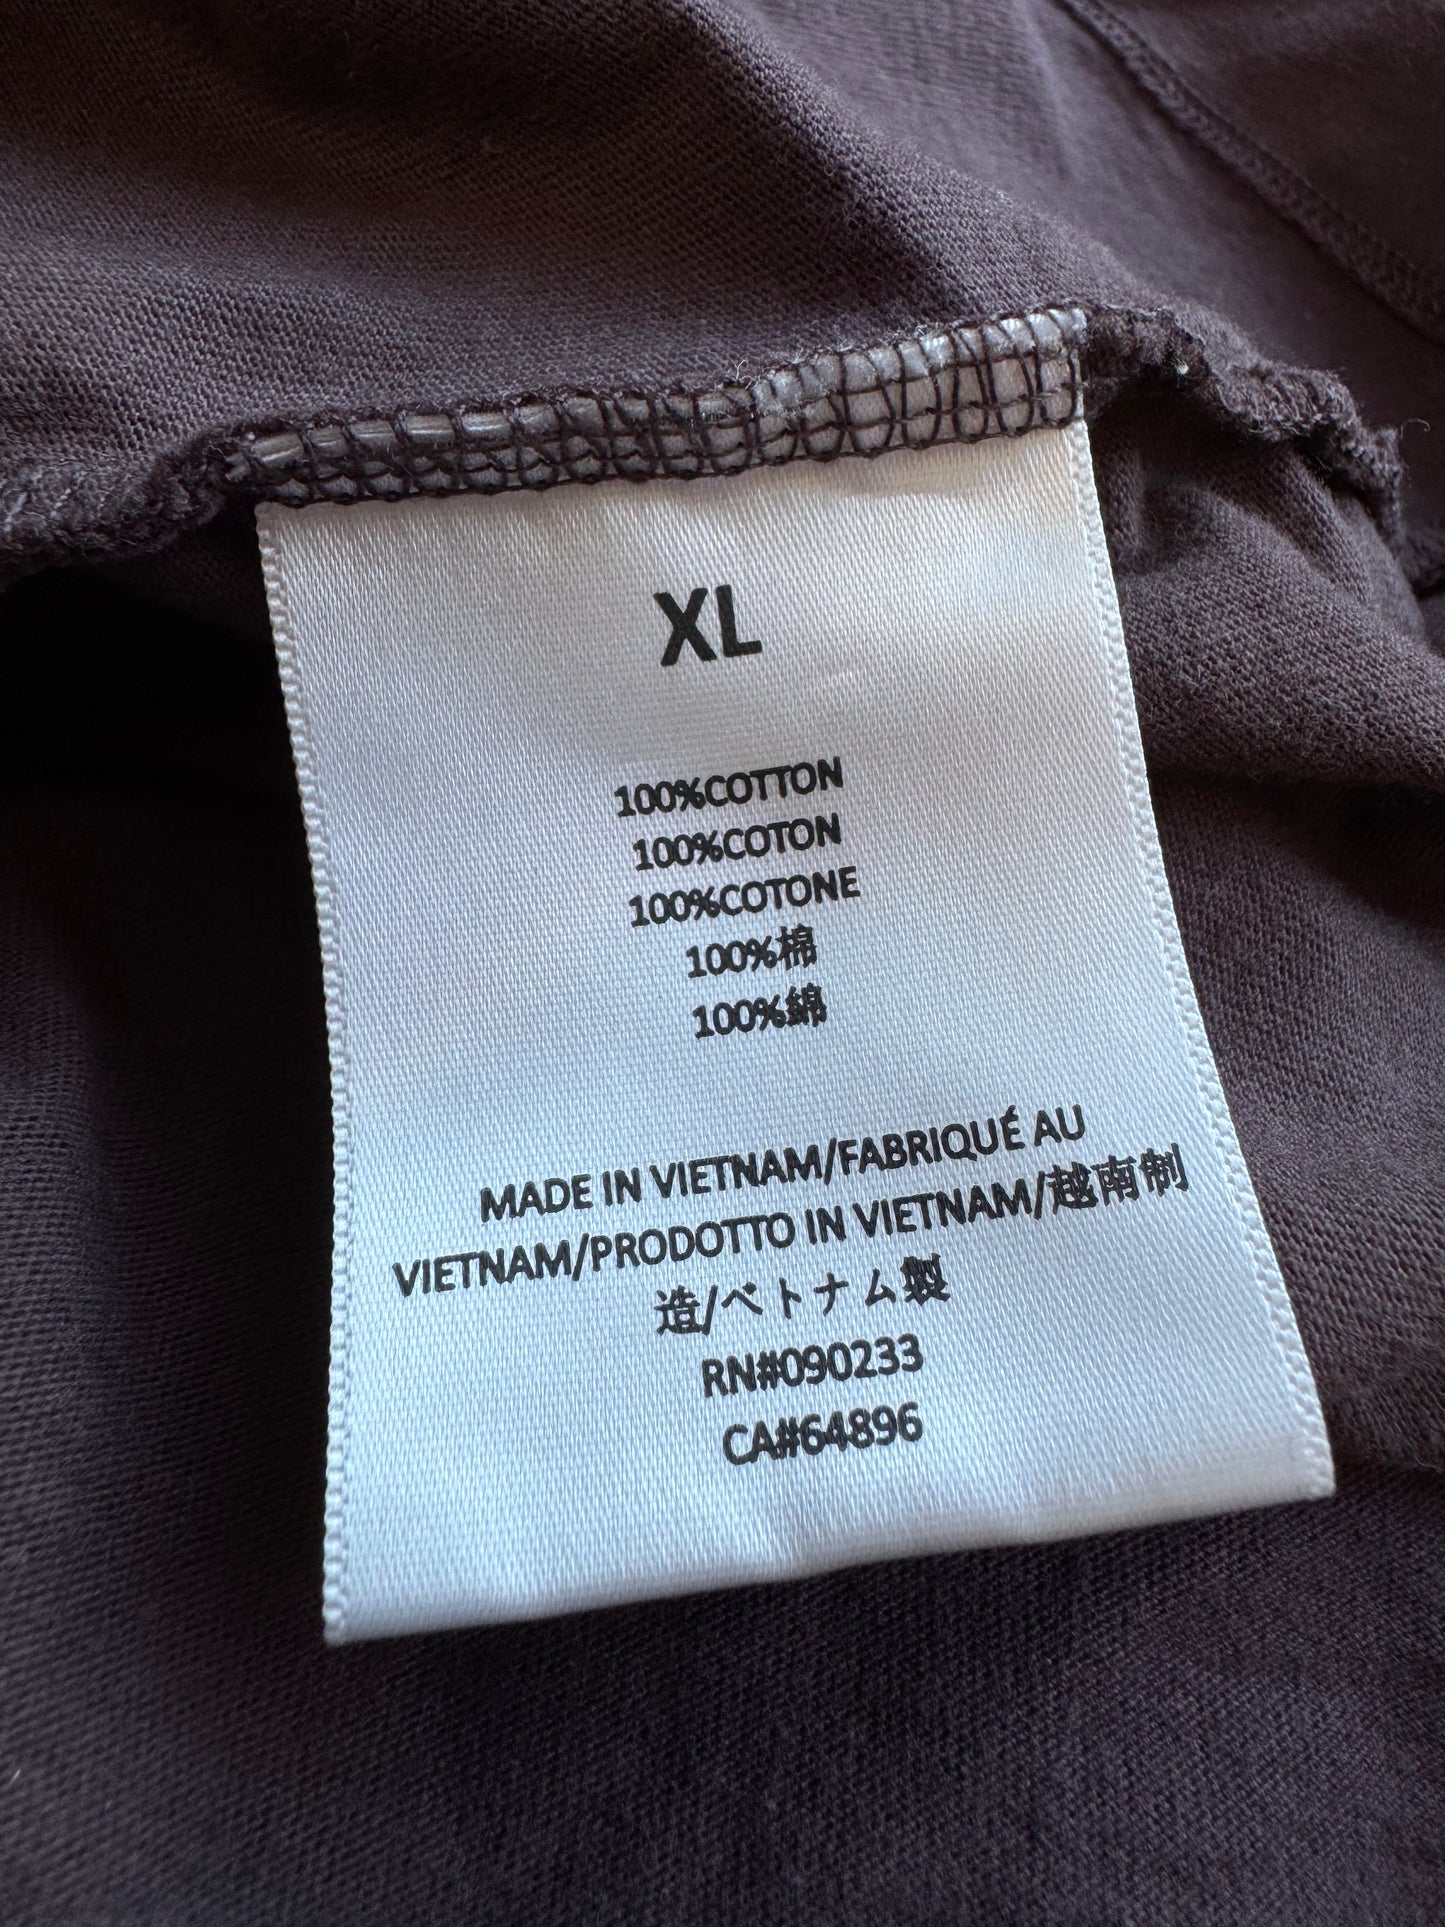 XL
100%COTTON
100%COTON
100%COTONE
100%棉
100%綿
MADE IN VIETNAM/FABRIQUÉ AU
VIETNAM/PRODOTTO IN VIETNAM/越南制
造/ベトナム製
RN#090233
CA#64896